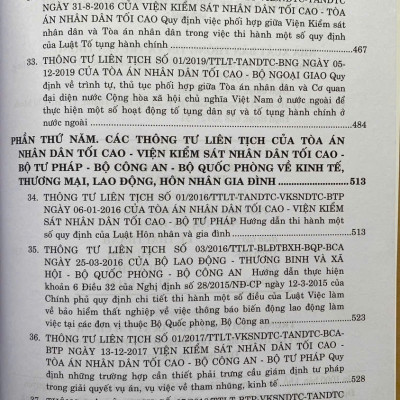 NGÀY 31-8-2016 CỦA VIỆN KIỂM SÁT NHÂN DÂN TỐI CAO - TÒA
ÁN NHÂN DÂN TỐI CAO Quy định việc phối hợp giữa Viện Kiểm sát
nhân dân và Tòa án nhân dân trong việc thi hành một số quy định
của Luật Tố tụng hành chính
467
33. THÔNG TƯ LIÊN TỊCH SỐ 01/2019/TTLT-TANDTC-BNG NGÀY 05-
12-2019 CỦA TÒA ÁN NHÂN DÂN TỐI CAO - BỘ NGOẠI GIAO Quy
định về trình tự, thủ tục phối hợp giữa Tòa án nhân dân và Cơ quan
đại diện nước Cộng hòa xã hội chủ nghĩa Việt Nam ở nước ngoài để
thực hiện một số hoạt động tố tụng dân sự và tố tụng hành chính ở
nước ngoài
484
PHẦN THỨ NĂM. CÁC THÔNG TƯ LIÊN TỊCH CỦA TÒA ÁN
NHÂN DÂN TỐI CAO - VIỆN KIỂM SÁT NHÂN DÂN TỐI CAO -
BỘ TƯ PHÁP - BỘ CÔNG AN - BỘ QUỐC PHÒNG VỀ KINH TẾ,
THƯƠNG MẠI, LAO ĐỘNG, HÔN NHÂN GIA ĐÌNH 513
34. THÔNG TƯ LIÊN TỊCH SỐ 01/2016/TTLT-TANDTC-VKSNDTC-BTP
NGÀY 06-01-2016 CỦA TÒA ÁN NHÂN DÂN TỐI CAO - VIỆN KIỂM
SÁT NHÂN DÂN TỐI CAO - BỘ TƯ PHÁP Hướng dẫn thi hành một
số quy định của Luật Hôn nhân và gia đình 513
35. THÔNG TƯ LIÊN TỊCH SỐ 03/2016/TTLT-BLĐTBXH-BQP-BCA
NGÀY 25-03-2016 CỦA BỘ LAO ĐỘNG - THƯƠNG BINH VÀ XÃ
HỘI - BỘ QUỐC PHÒNG - BỘ CÔNG AN Hướng dẫn thực hiện
khoản 6 Điều 32 của Nghị định số 28/2015/NĐ-CP ngày 12-3-2015 của
Chính phủ quy định chi tiết thi hành một số điều của Luật Việc làm
về bảo hiểm thất nghiệp về việc thông báo biến động lao động làm
việc tại các đơn vị thuộc Bộ Quốc phòng, Bộ Công an 523
36. THÔNG TƯ LIÊN TỊCH SỐ 01/2017/TTLT-VKSNDTC-TANDTC-BCA-
BTP NGÀY 13-12-2017 VIỆN KIỂM SÁT NHÂN DÂN TỐI CAO -
TÒA ÁN NHÂN DÂN TỐI CAO - BỘ CÔNG AN - BỘ TƯ PHÁP Quy
định những trường hợp cần thiết phải trưng cầu giám định tư pháp
trong giải quyết vụ án, vụ việc về tham nhũng, kinh tế 528